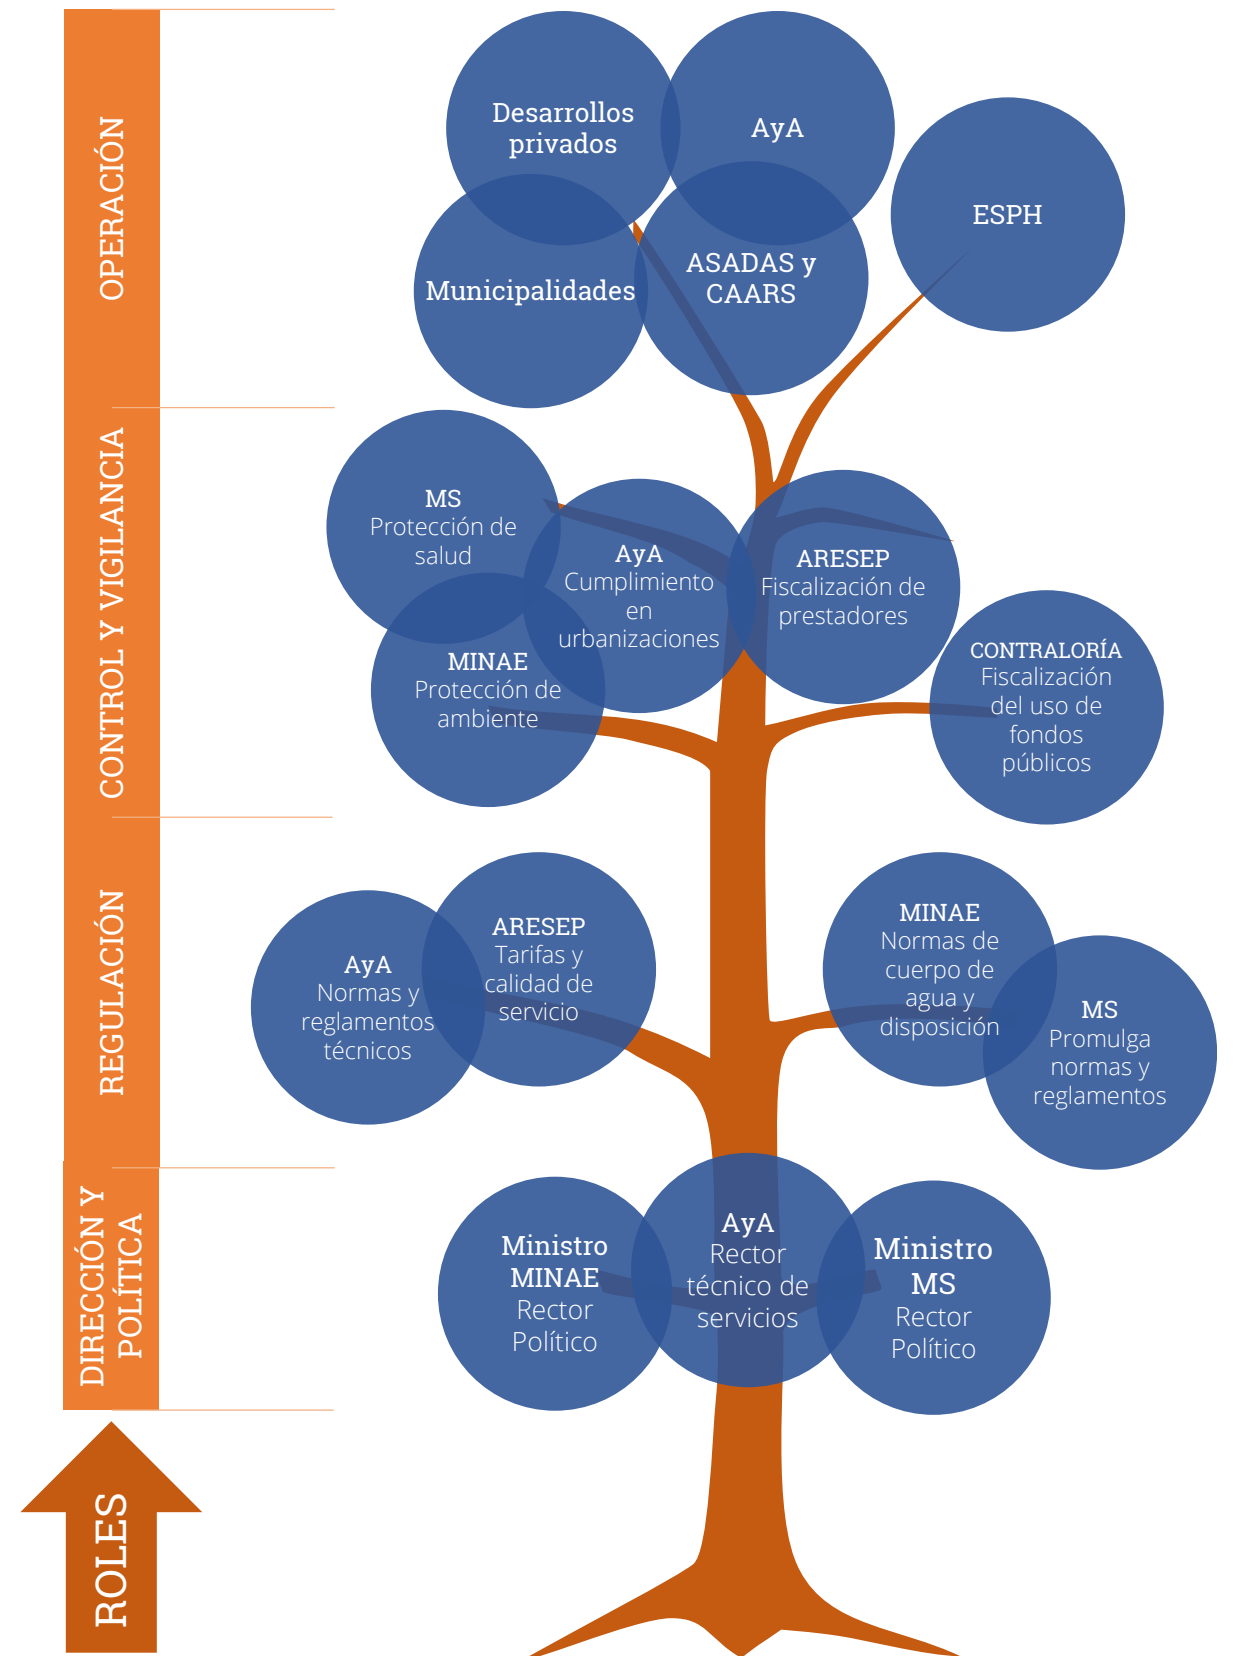 OPERACIÓN
Desarrollos
privados
AyA
ESPH
Municipalidades
ASADAS y
CAARS
CONTROL Y VIGILANCIA
MS
Protección de
salud
AyA
Cumplimiento
en
urbanizaciones
ARESEP
Fiscalización de
prestadores
MINAE
Protección de
ambiente
CONTRALORÍA
Fiscalización
del uso de
fondos
públicos
REGULACIÓN
AyA
Normas y
reglamentos
técnicos
ARESEP
Tarifas y
calidad de
servicio
MINAE
Normas de
cuerpo de
agua y
disposición
MS
Promulga
normas y
reglamentos
DIRECCIÓN Y
POLÍTICA
Ministro
MINAE
Rector
Político
AyA
Rector
técnico de
servicios
Ministro
MS
Rector
Político
ROLES